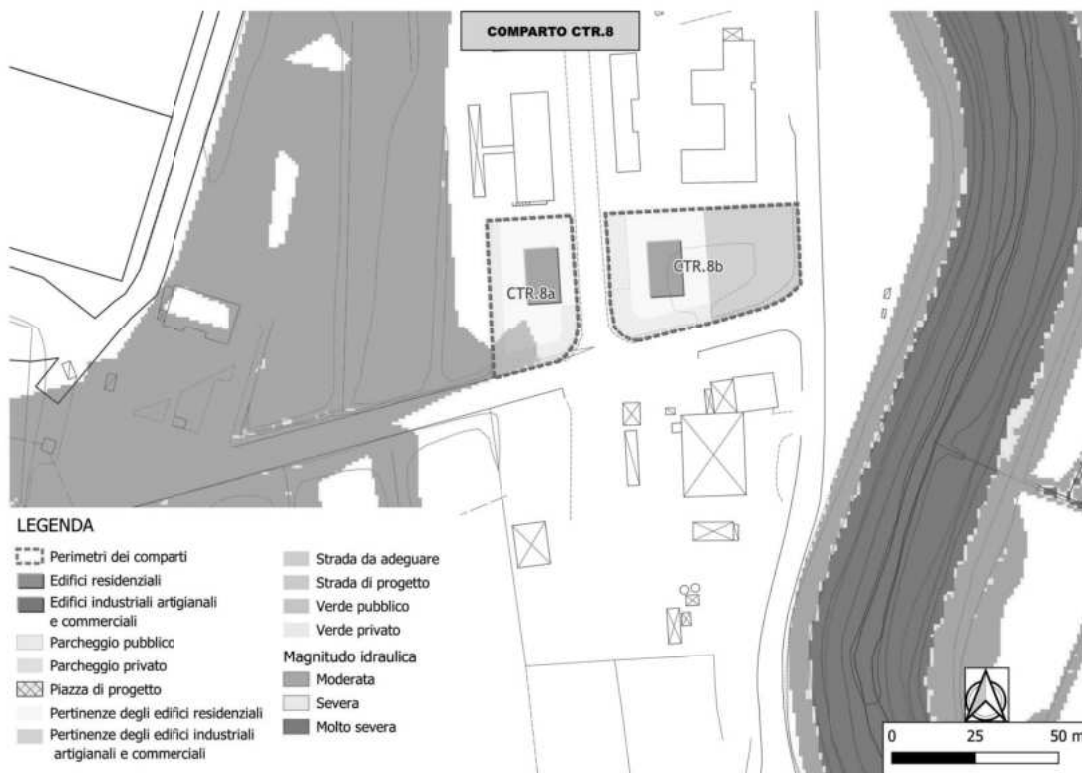 COMPARTO CTR.8
CTR.8a
CTR.8b
LEGENDA
Perimetri dei comparti
Edifici residenziali
Edifici industriali artigianali
e commerciali
Parcheggio pubblico
Parcheggio privato
Piazza di progetto
Pertinenze degli edifici residenziali
Pertinenze degli edifici industriali
artigianali e commerciali
Strada da adeguare
Strada di progetto
Verde pubblico
Verde privato
Magnitudo idraulica
Moderata
Severa
Molto severa
0 25 50 m